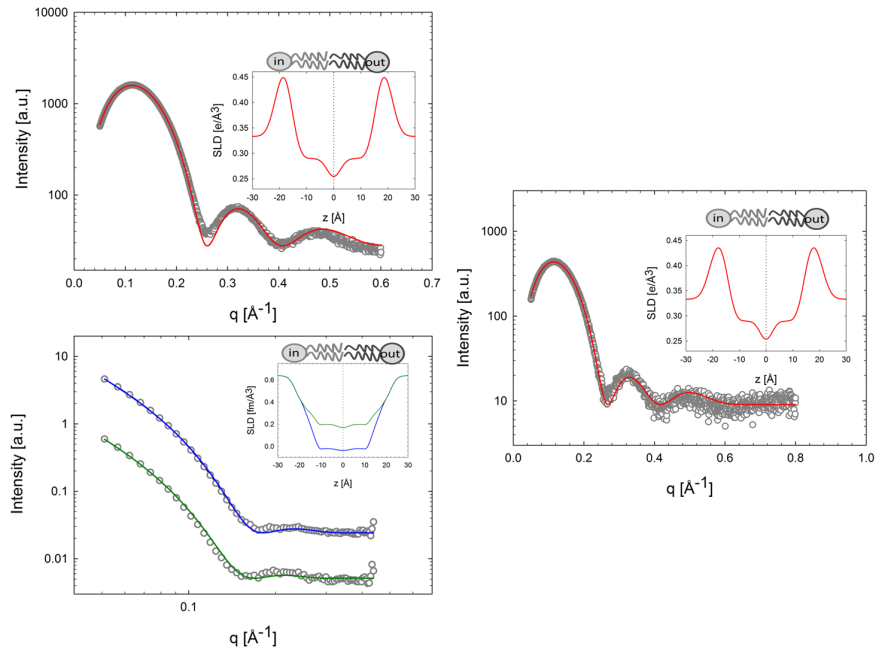 10000
1000
100
Intensity [a.u.]
in
out
0.45
0.40
0.35
0.30
0.25
SLD [e/Å³]
-30 -20 -10 0 10 20 30
z [Å]
0.0 0.1 0.2 0.3 0.4 0.5 0.6 0.7
q [Å⁻¹]
10
1
0.1
0.01
Intensity [a.u.]
in
out
0.6
0.4
0.2
0.0
SLD [fm/Å³]
-30 -20 -10 0 10 20 30
z [Å]
0.1
q [Å⁻¹]
1000
100
10
Intensity [a.u.]
in
out
0.45
0.40
0.35
0.30
0.25
SLD [e/Å³]
-30 -20 -10 0 10 20 30
z [Å]
0.0 0.2 0.4 0.6 0.8 1.0
q [Å⁻¹]